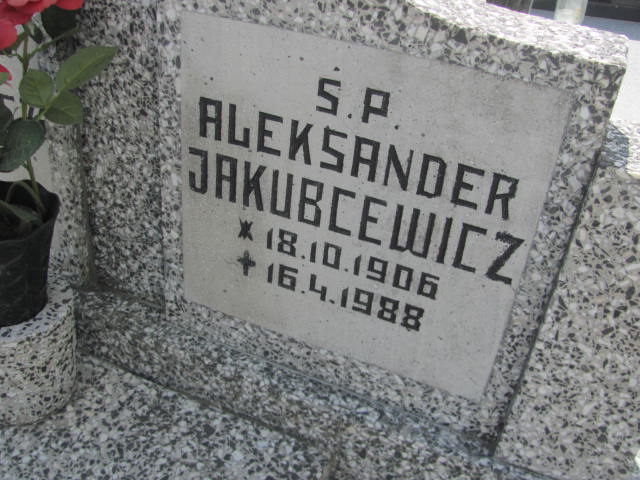 Ś.P.
ALEKSANDER
JAKUBCEWICZ
* 18.10.1906
✝ 16.4.1988